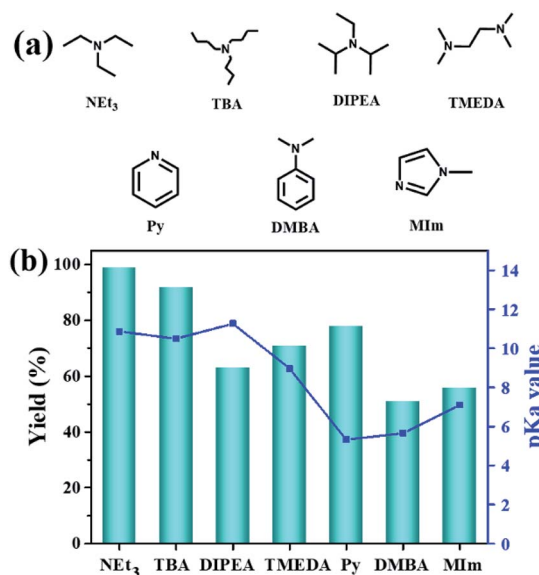 (a)
N
NEt₃
N
TBA
N
DIPEA
N
N
TMEDA
N
Py
N
DMBA
N
N
MIm
(b)
Yield (%)
100
80
60
40
20
0
pKa value
14
12
10
8
6
4
2
0
NEt₃ TBA DIPEA TMEDA Py DMBA MIm